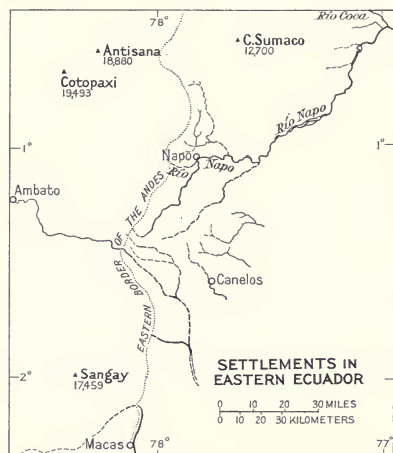 78°
RÍO COCA
Antisana
18,880
C. Sumaco
12,700
Cotopaxi
19,493
RÍO NAPO
1°
1°
Napo
Río Napo
Ambato
EASTERN BORDER OF THE ANDES
Canelos
SETTLEMENTS IN
EASTERN ECUADOR
Sangay
17,459
2°
0 10 20 30 MILES
0 10 20 30 KILOMETERS
Macas
78°
77°